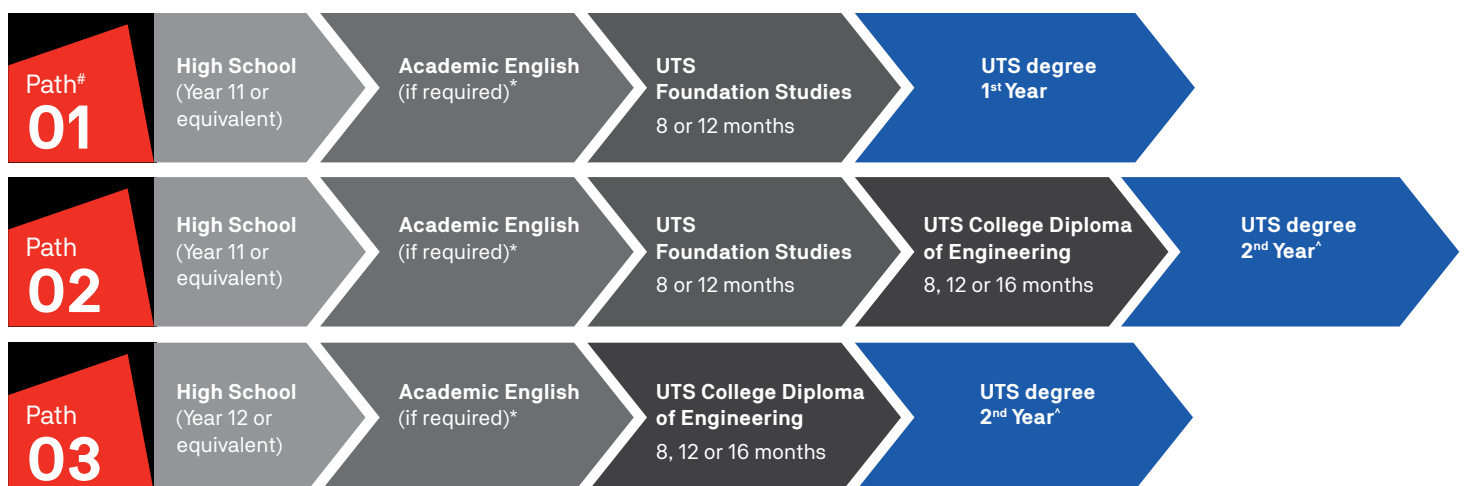 Path#
01
High School
(Year 11 or
equivalent)
Academic English
(if required)*
UTS
Foundation Studies
8 or 12 months
UTS degree
1st Year
Path
02
High School
(Year 11 or
equivalent)
Academic English
(if required)*
UTS
Foundation Studies
8 or 12 months
UTS College Diploma
of Engineering
8, 12 or 16 months
UTS degree
2nd Year^
Path
03
High School
(Year 12 or
equivalent)
Academic English
(if required)*
UTS College Diploma
of Engineering
8, 12 or 16 months
UTS degree
2nd Year^